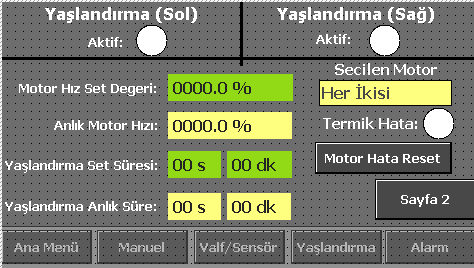 Yaşlandırma (Sol)
Yaşlandırma (Sağ)
Aktif:
Aktif:
Secilen Motor
Motor Hız Set Degeri: 0000.0 %
Her İkisi
Anlık Motor Hızı: 0000.0 %
Termik Hata:
Yaşlandırma Set Süresi: 00 s : 00 dk
Motor Hata Reset
Yaşlandırma Anlık Süre: 00 s : 00 dk
Sayfa 2
Ana Menü
Manuel
Valf/Sensör
Yaşlandırma
Alarm